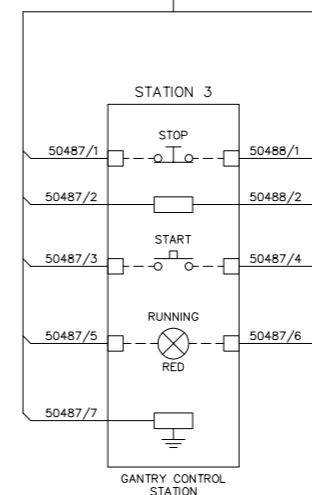 STATION 3
STOP
50487/1 50488/1
50487/2 50488/2
START
50487/3 50487/4
RUNNING
50487/5 50487/6
RED
50487/7
GANTRY CONTROL
STATION